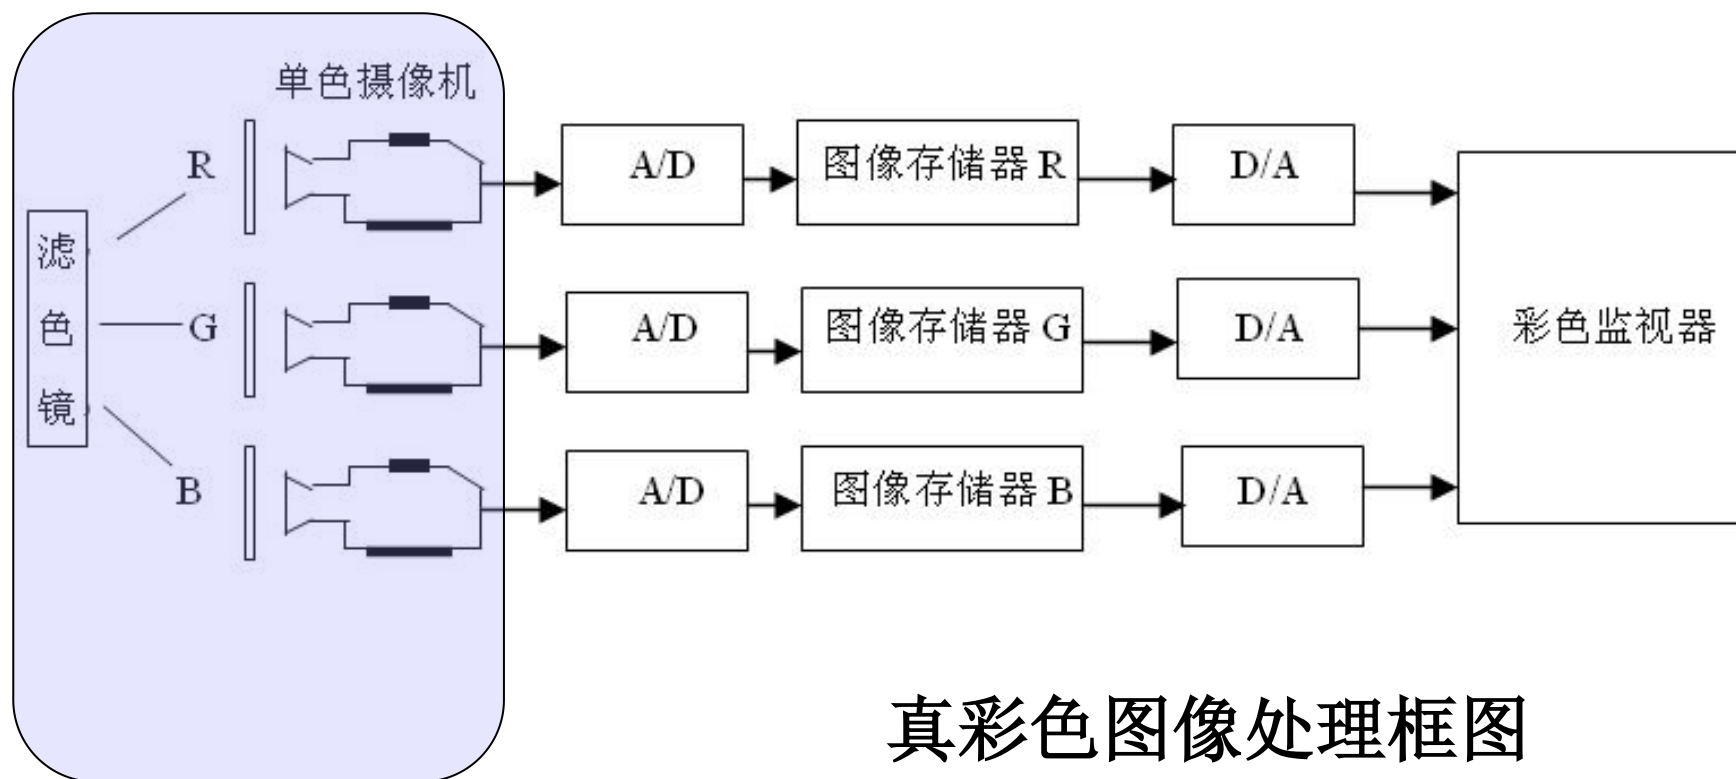 单色摄像机
滤色镜
R
A/D
图像存储器 R
D/A
G
A/D
图像存储器 G
D/A
彩色监视器
B
A/D
图像存储器 B
D/A
真彩色图像处理框图